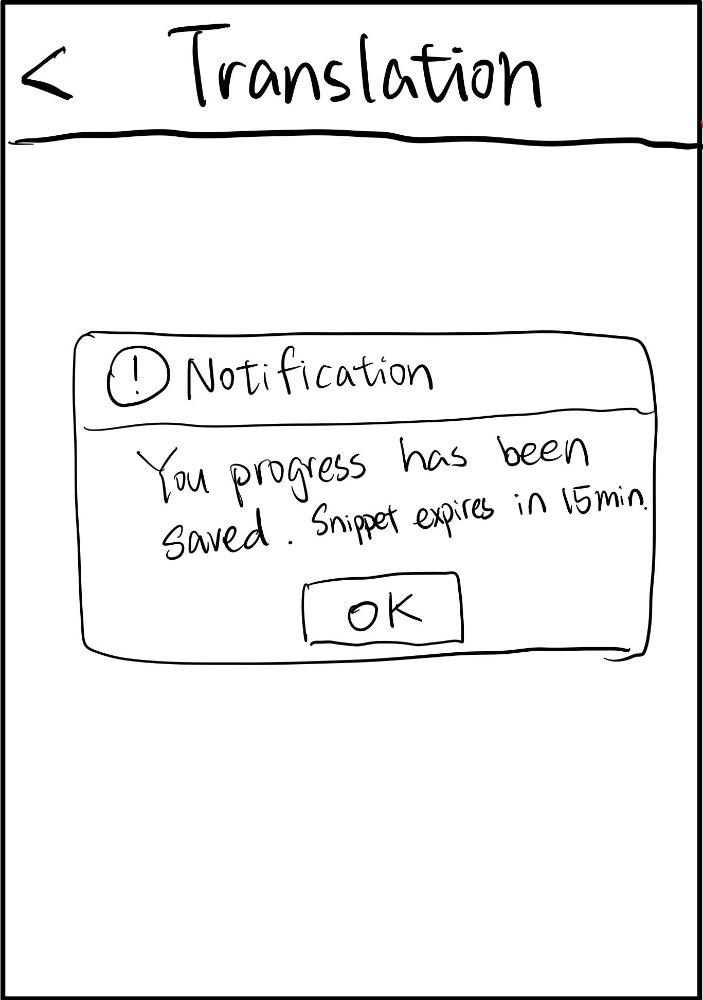 < Translation
! Notification
You progress has been
saved. Snippet expires in 15min.
OK